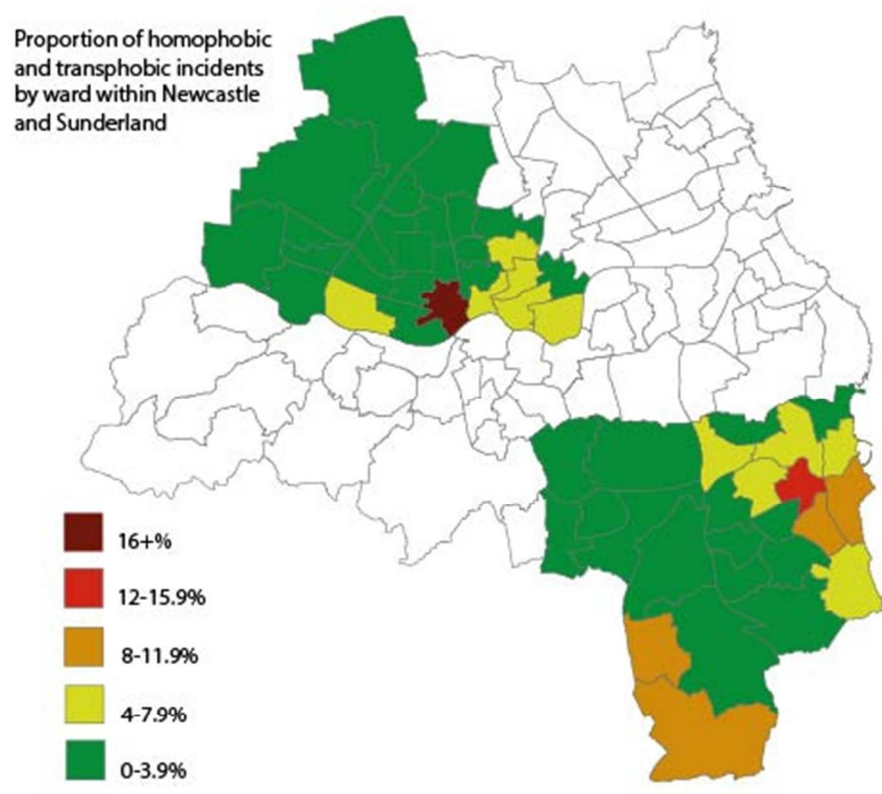 Proportion of homophobic
and transphobic incidents
by ward within Newcastle
and Sunderland
16+%
12-15.9%
8-11.9%
4-7.9%
0-3.9%